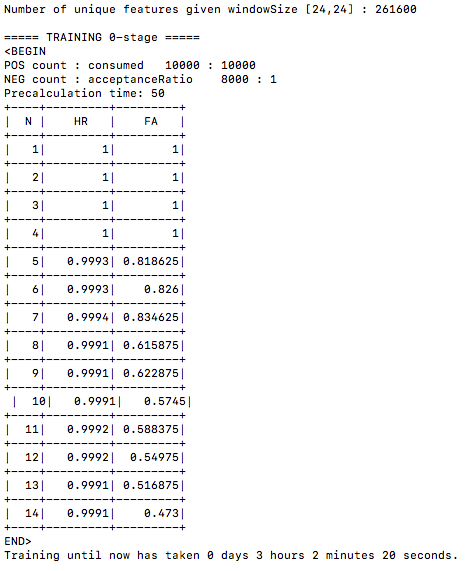 Number of unique features given windowSize [24,24] : 261600

===== TRAINING 0-stage =====
<BEGIN
POS count : consumed   10000 : 10000
NEG count : acceptanceRatio    8000 : 1
Precalculation time: 50
+----+---------+---------+
|  N |    HR   |    FA   |
+----+---------+---------+
|   1|        1|        1|
+----+---------+---------+
|   2|        1|        1|
+----+---------+---------+
|   3|        1|        1|
+----+---------+---------+
|   4|        1|        1|
+----+---------+---------+
|   5|   0.9993| 0.818625|
+----+---------+---------+
|   6|   0.9993|    0.826|
+----+---------+---------+
|   7|   0.9994| 0.834625|
+----+---------+---------+
|   8|   0.9991| 0.615875|
+----+---------+---------+
|   9|   0.9991| 0.622875|
+----+---------+---------+
 |  10|   0.9991|   0.5745|
+----+---------+---------+
|  11|   0.9992| 0.588375|
+----+---------+---------+
|  12|   0.9992|  0.54975|
+----+---------+---------+
|  13|   0.9991| 0.516875|
+----+---------+---------+
|  14|   0.9991|    0.473|
+----+---------+---------+
END>
Training until now has taken 0 days 3 hours 2 minutes 20 seconds.